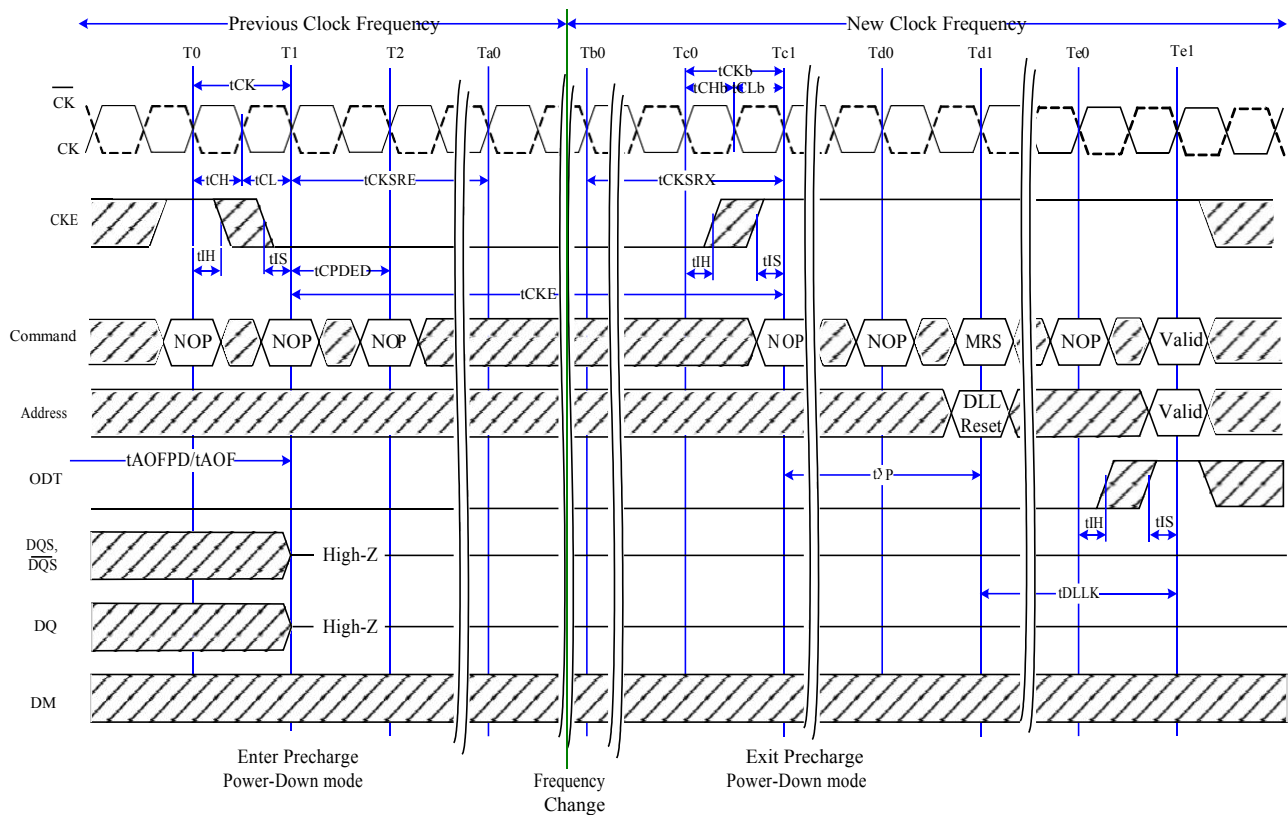 Previous Clock Frequency New Clock Frequency
T0 T1 T2 Ta0 Tb0 Tc0 Tc1 Td0 Td1 Te0 Te1
tCK tCKb
CK tCHb tCLb
CK
tCH tCL tCKSRE tCKSRX
CKE
tIH tIS tCPDED tIH tIS
tCKE
Command NOP NOP NOP NOP NOP MRS NOP Valid
Address DLL Reset Valid
tAOFPD/tAOF
ODT tXP
tIH tIS
DQS, DQS High-Z
tDLLK
DQ High-Z
DM
Enter Precharge
Power-Down mode
Frequency
Change
Exit Precharge
Power-Down mode